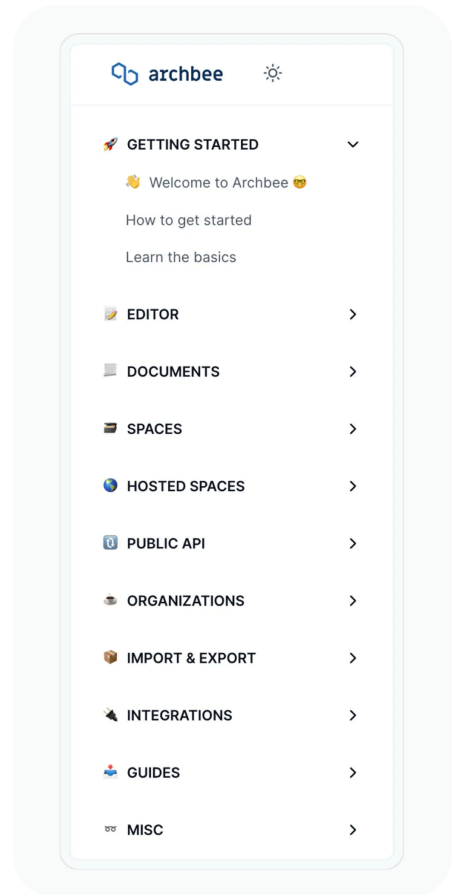 archbee
🚀 GETTING STARTED
👋 Welcome to Archbee 🤓
How to get started
Learn the basics
📝 EDITOR
DOCUMENTS
SPACES
🌎 HOSTED SPACES
🔃 PUBLIC API
☕ ORGANIZATIONS
📦 IMPORT & EXPORT
🔌 INTEGRATIONS
📥 GUIDES
➿ MISC